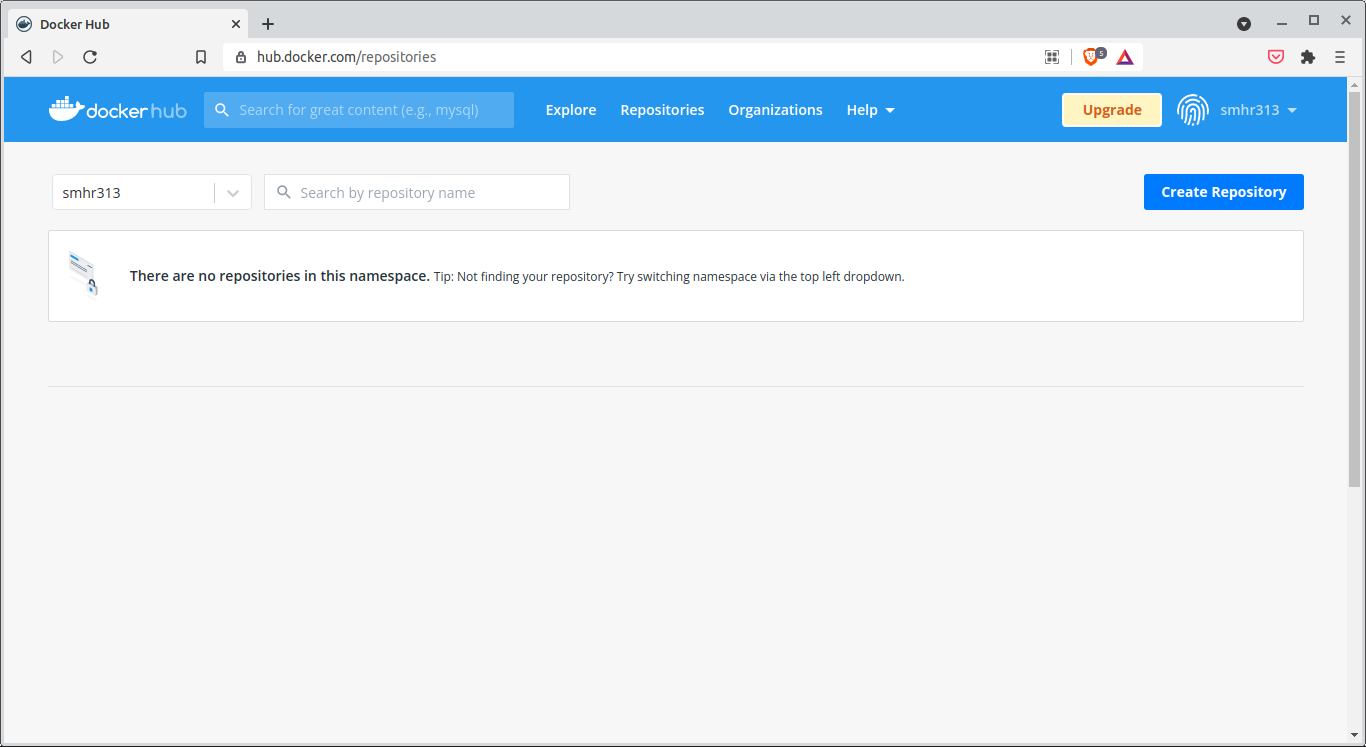 Docker Hub
hub.docker.com/repositories
5
docker hub
Search for great content (e.g., mysql)
Explore
Repositories
Organizations
Help
Upgrade
smhr313
smhr313
Search by repository name
Create Repository
There are no repositories in this namespace. Tip: Not finding your repository? Try switching namespace via the top left dropdown.